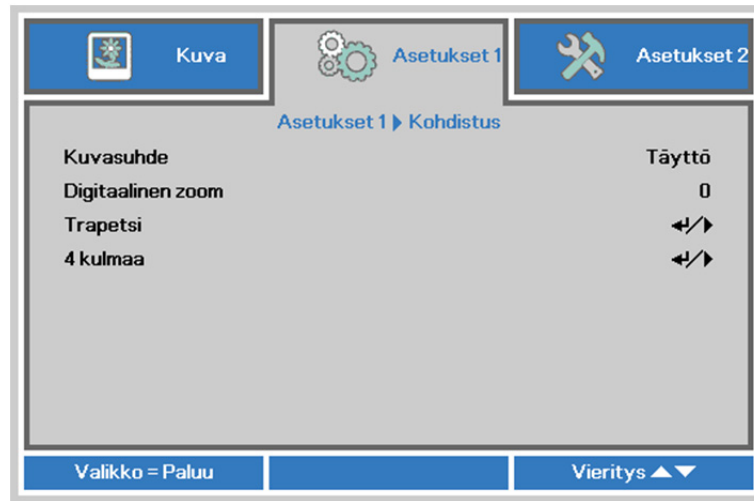 Kuva
Asetukset 1
Asetukset 2
Asetukset 1 ▶ Kohdistus
Kuvasuhde Täyttö
Digitaalinen zoom 0
Trapetsi ↵/▶
4 kulmaa ↵/▶
Valikko = Paluu
Vieritys ▲▼